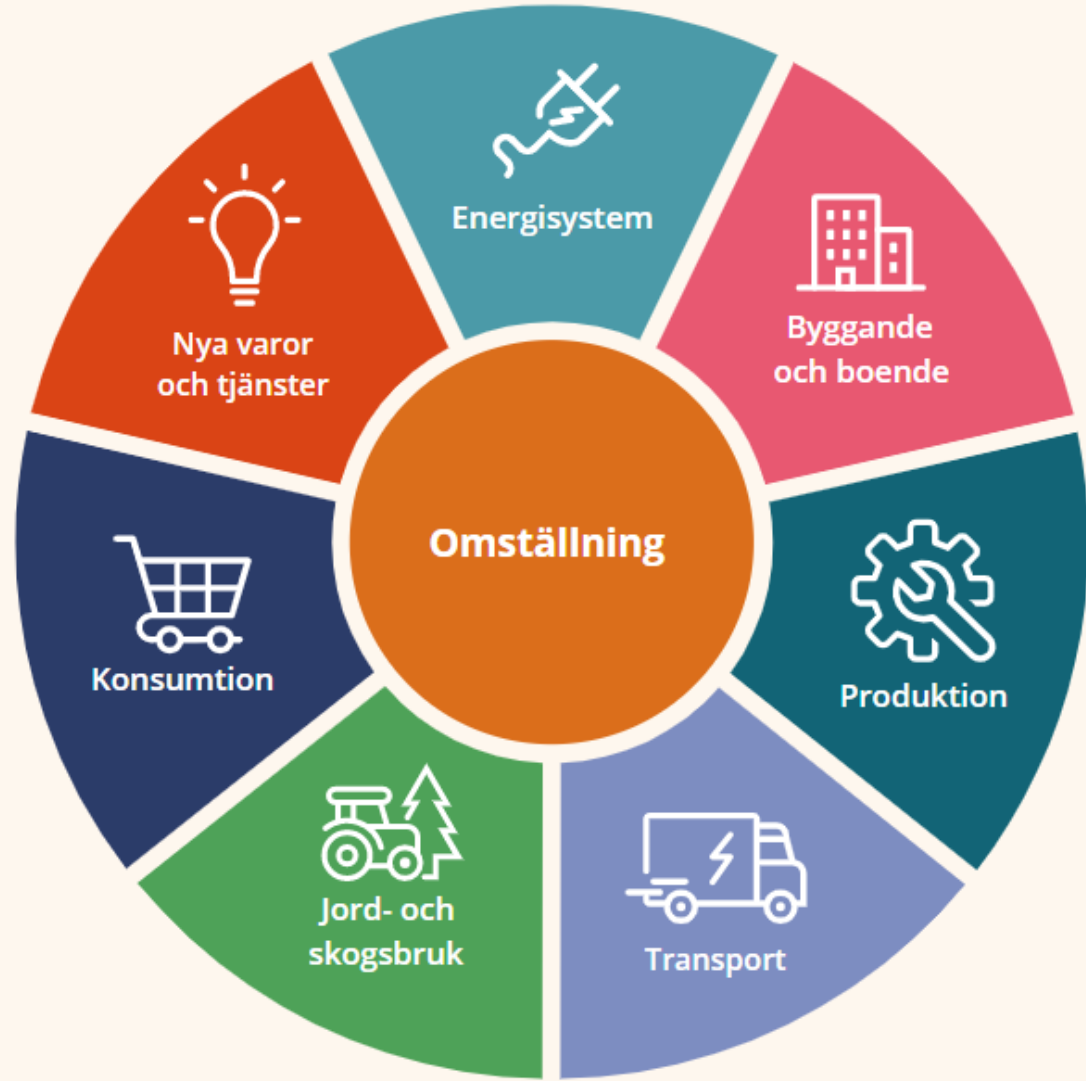 Energisystem
Byggande
och boende
Produktion
Transport
Jord- och
skogsbruk
Konsumtion
Nya varor
och tjänster
Omställning